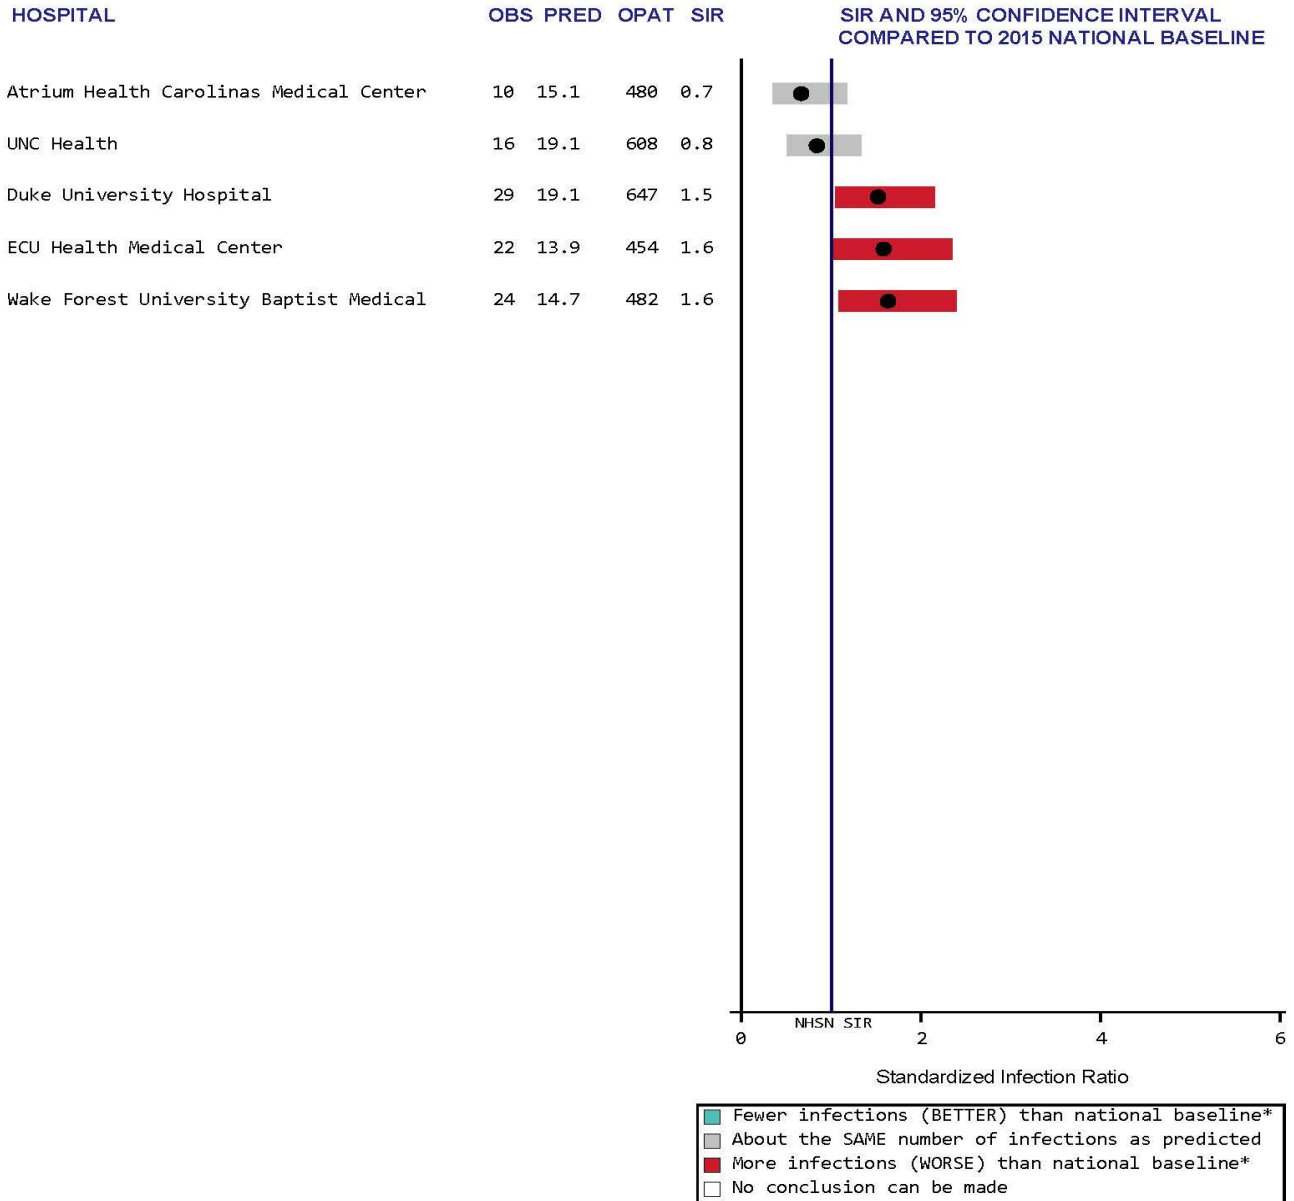 HOSPITAL OBS PRED OPAT SIR SIR AND 95% CONFIDENCE INTERVAL
COMPARED TO 2015 NATIONAL BASELINE
Atrium Health Carolinas Medical Center 10 15.1 480 0.7
UNC Health 16 19.1 608 0.8
Duke University Hospital 29 19.1 647 1.5
ECU Health Medical Center 22 13.9 454 1.6
Wake Forest University Baptist Medical 24 14.7 482 1.6
NHSN SIR
0 2 4 6
Standardized Infection Ratio
Fewer infections (BETTER) than national baseline*
About the SAME number of infections as predicted
More infections (WORSE) than national baseline*
No conclusion can be made